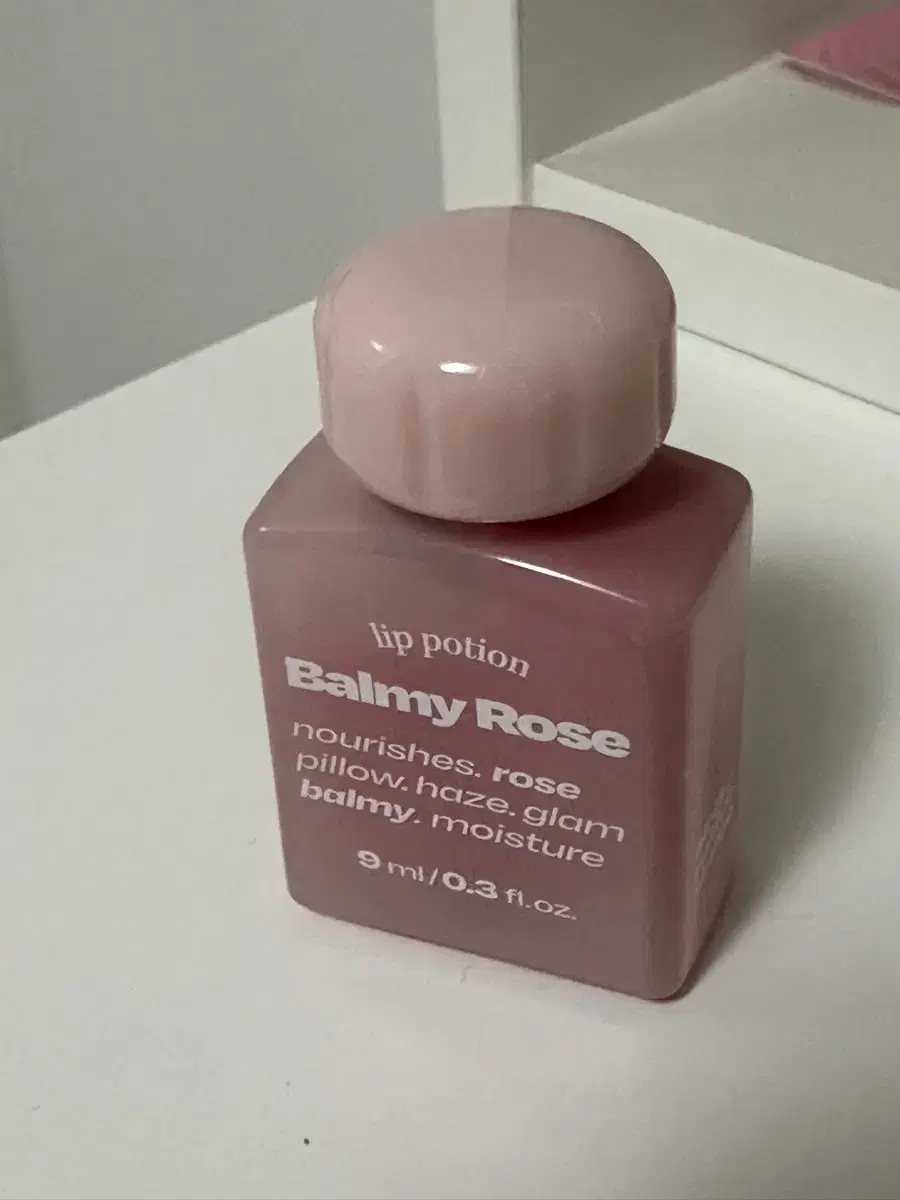 lip potion
Balmy Rose
nourishes. rose
pillow. haze. glam
balmy. moisture
9 ml/0.3 fl.oz.